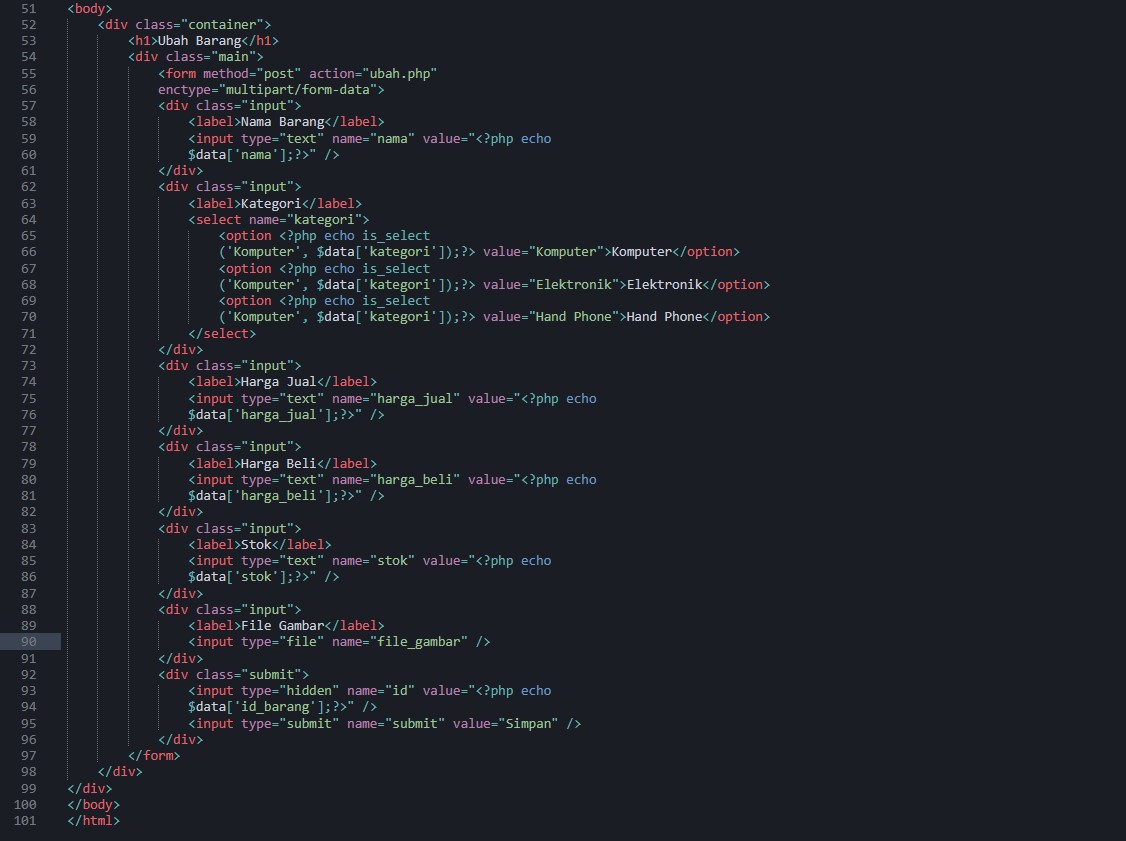 51 <body>
52     <div class="container">
53         <h1>Ubah Barang</h1>
54         <div class="main">
55             <form method="post" action="ubah.php"
56             enctype="multipart/form-data">
57             <div class="input">
58                 <label>Nama Barang</label>
59                 <input type="text" name="nama" value="<?php echo
60                 $data['nama'];?>" />
61             </div>
62             <div class="input">
63                 <label>Kategori</label>
64                 <select name="kategori">
65                     <option <?php echo is_select
66                     ('Komputer', $data['kategori']);?> value="Komputer">Komputer</option>
67                     <option <?php echo is_select
68                     ('Komputer', $data['kategori']);?> value="Elektronik">Elektronik</option>
69                     <option <?php echo is_select
70                     ('Komputer', $data['kategori']);?> value="Hand Phone">Hand Phone</option>
71                 </select>
72             </div>
73             <div class="input">
74                 <label>Harga Jual</label>
75                 <input type="text" name="harga_jual" value="<?php echo
76                 $data['harga_jual'];?>" />
77             </div>
78             <div class="input">
79                 <label>Harga Beli</label>
80                 <input type="text" name="harga_beli" value="<?php echo
81                 $data['harga_beli'];?>" />
82             </div>
83             <div class="input">
84                 <label>Stok</label>
85                 <input type="text" name="stok" value="<?php echo
86                 $data['stok'];?>" />
87             </div>
88             <div class="input">
89                 <label>File Gambar</label>
90                 <input type="file" name="file_gambar" />
91             </div>
92             <div class="submit">
93                 <input type="hidden" name="id" value="<?php echo
94                 $data['id_barang'];?>" />
95                 <input type="submit" name="submit" value="Simpan" />
96             </div>
97         </form>
98     </div>
99 </div>
100 </body>
101 </html>